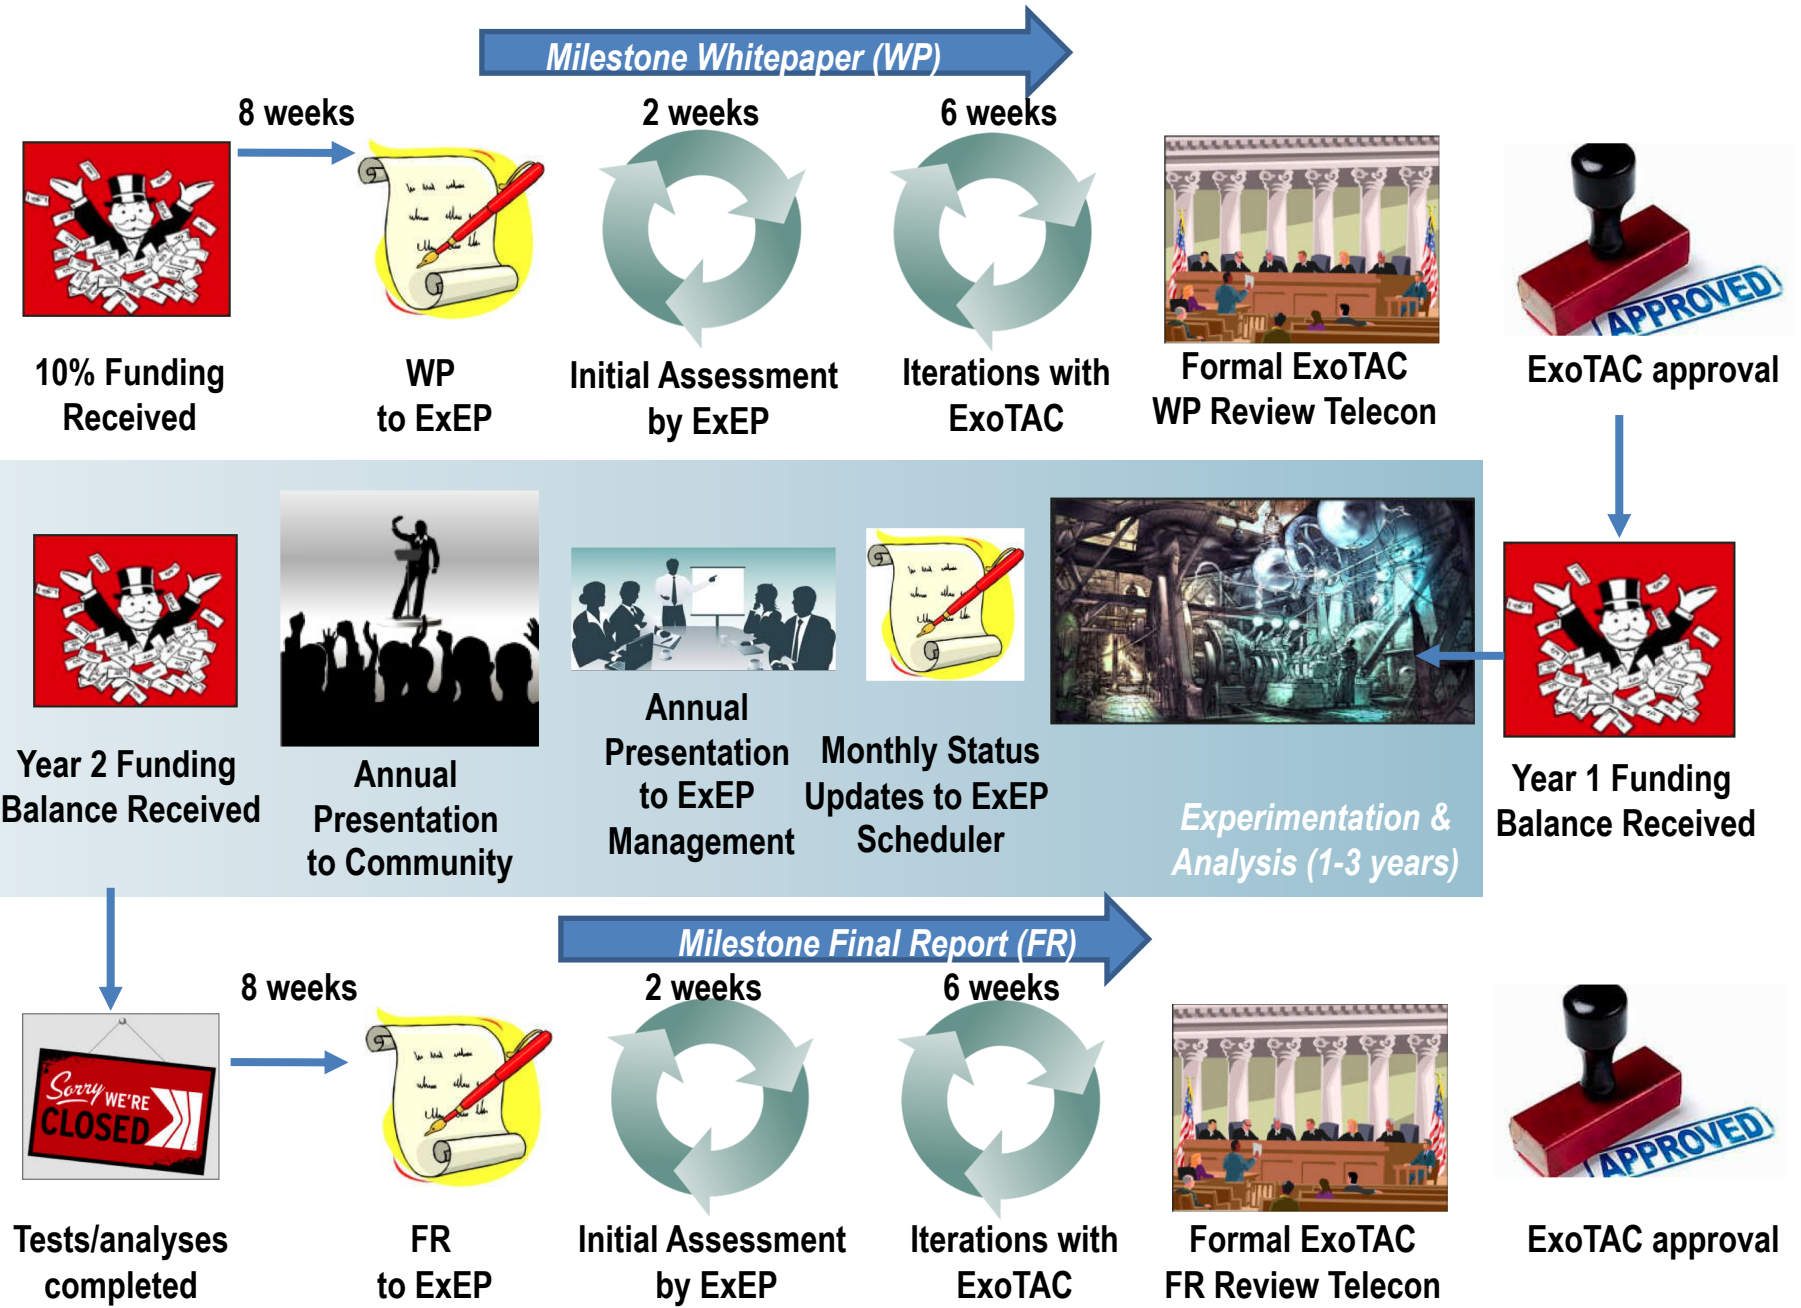 Milestone Whitepaper (WP)
8 weeks
2 weeks
6 weeks
APPROVED
10% Funding
Received
WP
to ExEP
Initial Assessment
by ExEP
Iterations with
ExoTAC
Formal ExoTAC
WP Review Telecon
ExoTAC approval
Year 2 Funding
Balance Received
Annual
Presentation
to Community
Annual
Presentation
to ExEP
Management
Monthly Status
Updates to ExEP
Scheduler
Experimentation &
Analysis (1-3 years)
Year 1 Funding
Balance Received
Milestone Final Report (FR)
8 weeks
2 weeks
6 weeks
Sorry
WE'RE
CLOSED
APPROVED
Tests/analyses
completed
FR
to ExEP
Initial Assessment
by ExEP
Iterations with
ExoTAC
Formal ExoTAC
FR Review Telecon
ExoTAC approval